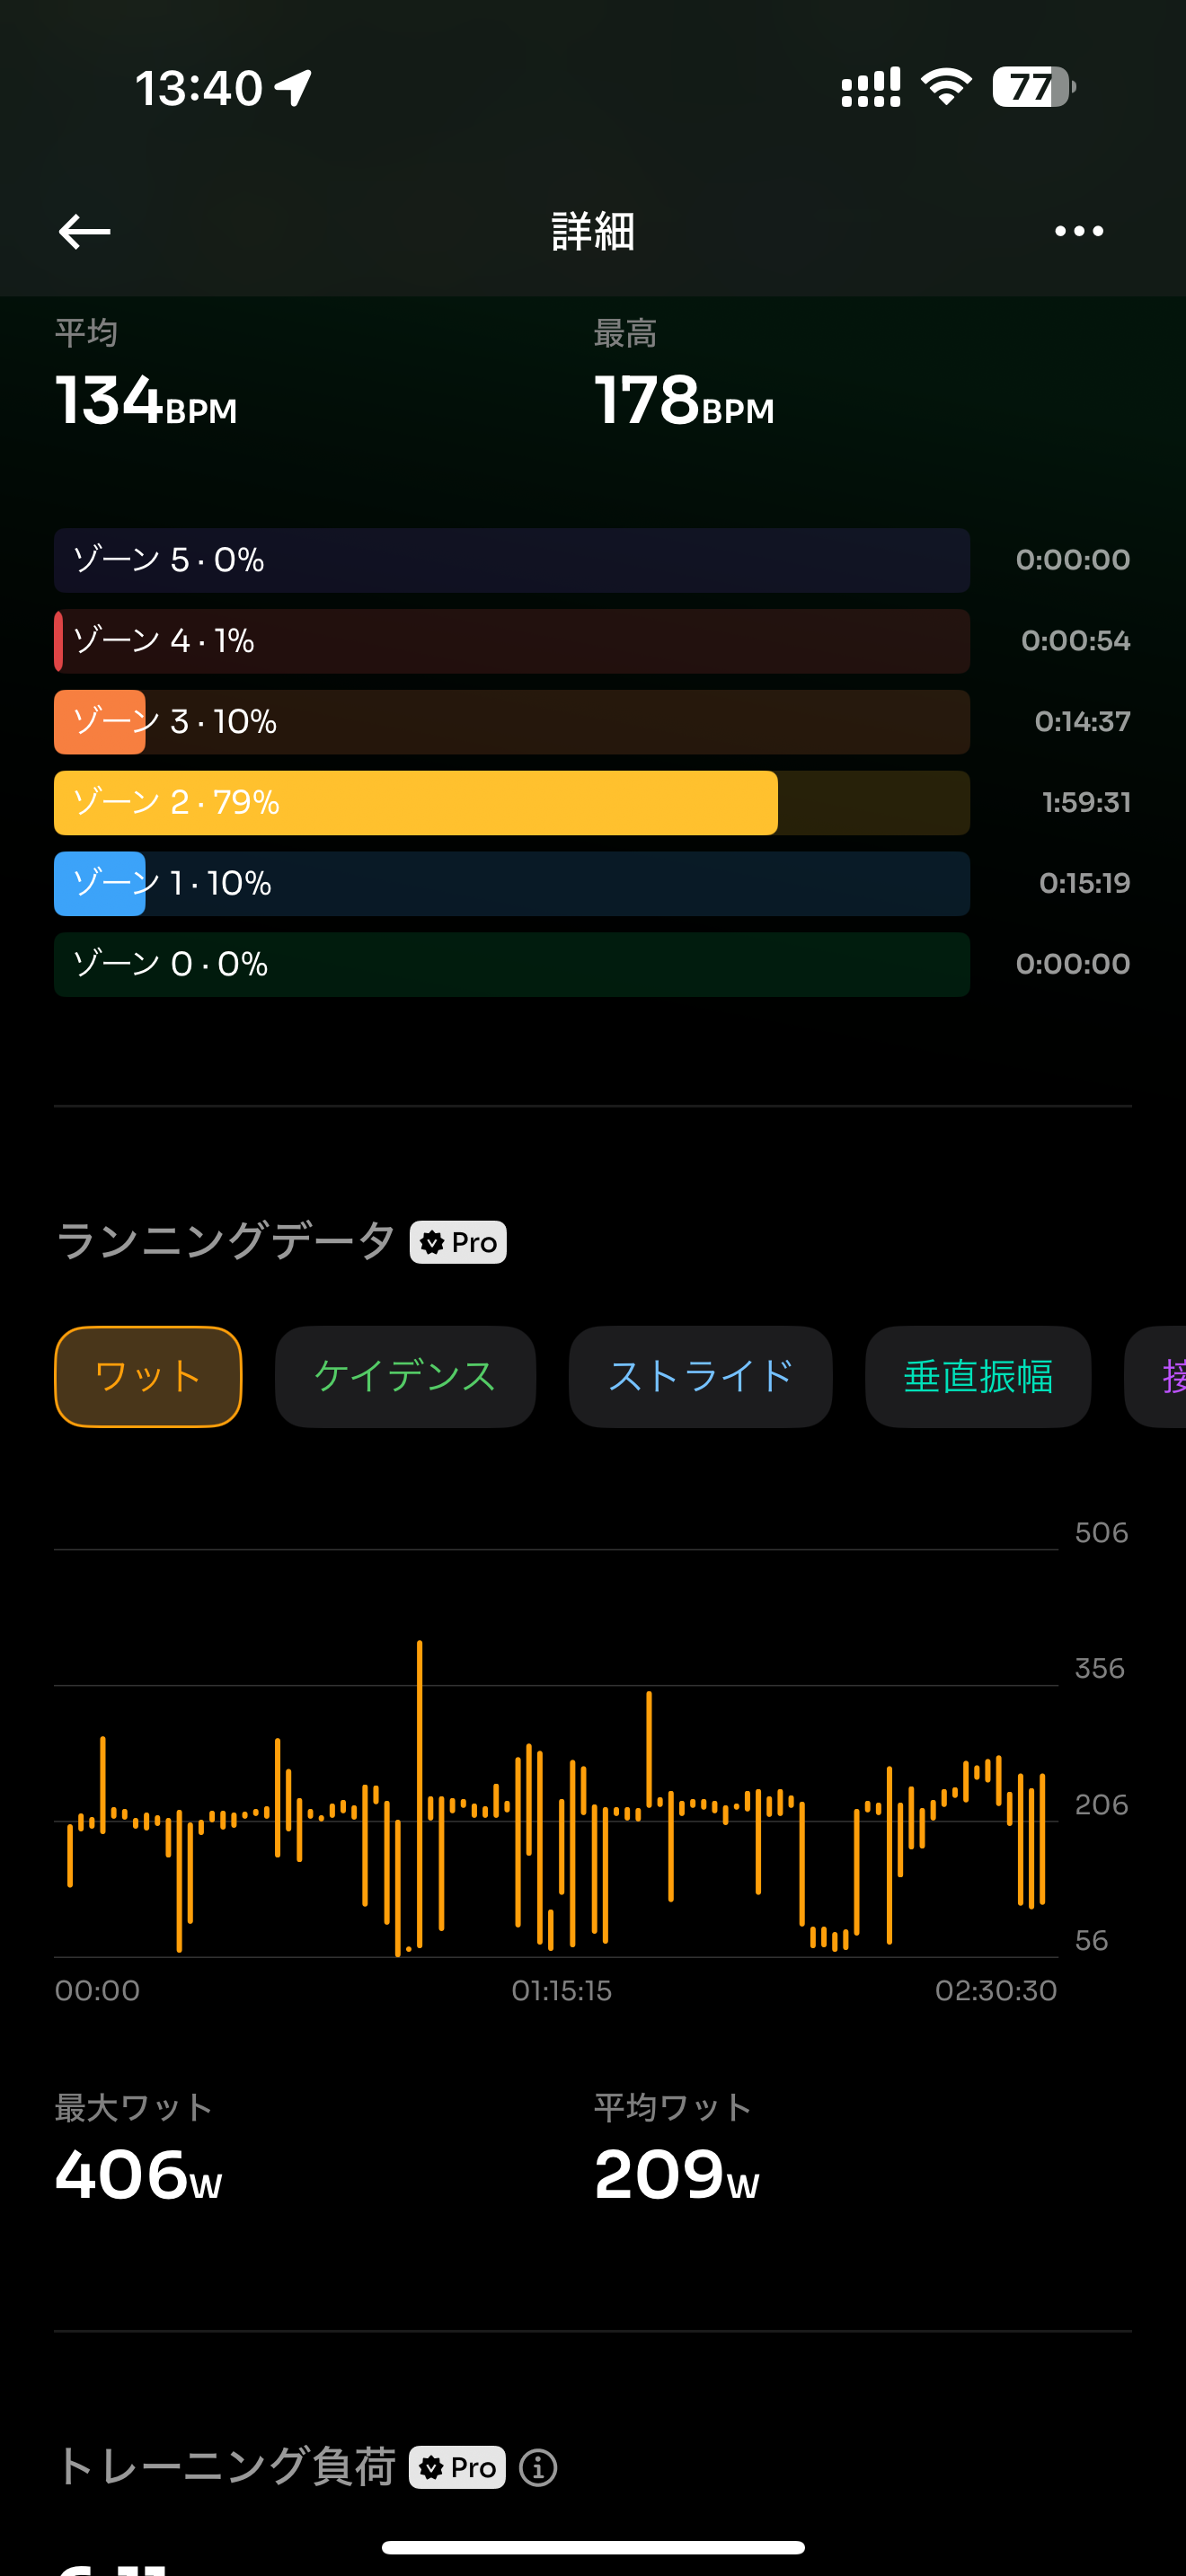 13:40
77
詳細
平均 最高
134BPM 178BPM
ゾーン 5 · 0% 0:00:00
ゾーン 4 · 1% 0:00:54
ゾーン 3 · 10% 0:14:37
ゾーン 2 · 79% 1:59:31
ゾーン 1 · 10% 0:15:19
ゾーン 0 · 0% 0:00:00
ランニングデータ Pro
ワット ケイデンス ストライド 垂直振幅 接
506
356
206
56
00:00 01:15:15 02:30:30
最大ワット 平均ワット
406W 209W
トレーニング負荷 Pro